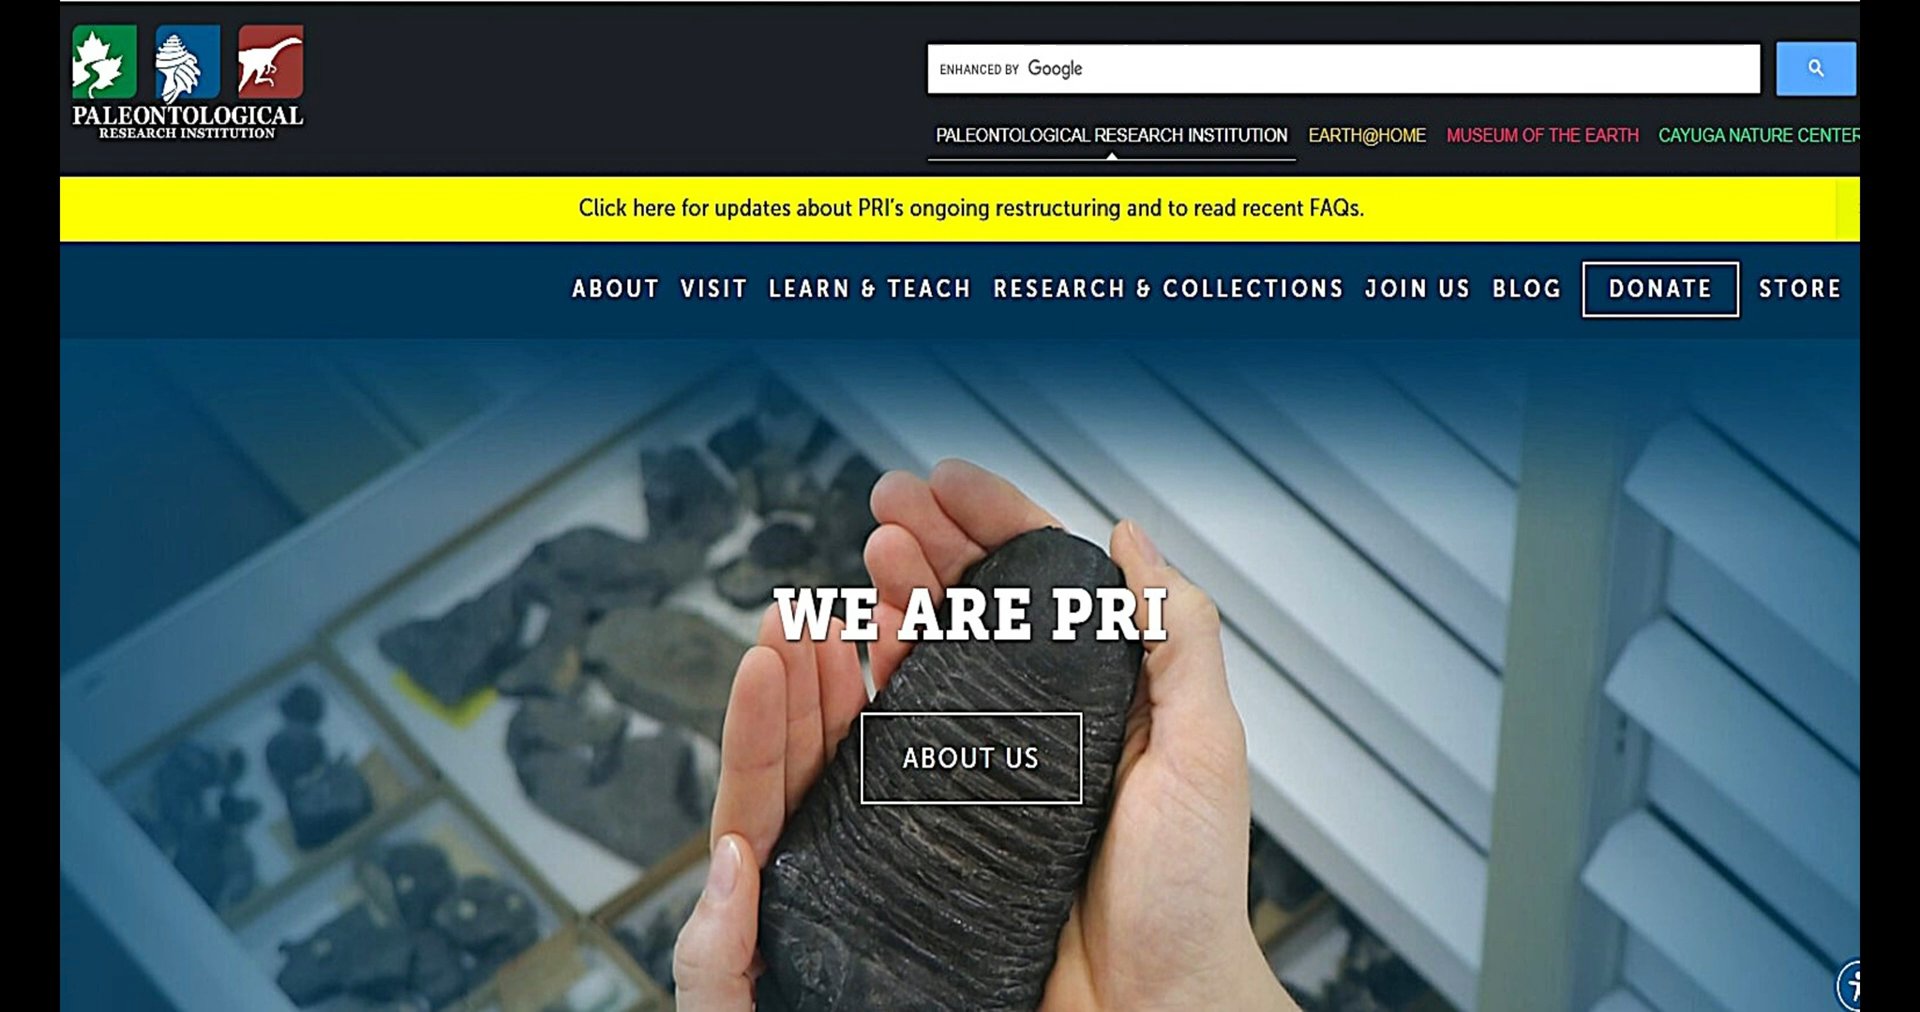 PALEONTOLOGICAL
RESEARCH INSTITUTION
ENHANCED BY Google
PALEONTOLOGICAL RESEARCH INSTITUTION EARTH@HOME MUSEUM OF THE EARTH CAYUGA NATURE CENTER
Click here for updates about PRI's ongoing restructuring and to read recent FAQs.
ABOUT VISIT LEARN & TEACH RESEARCH & COLLECTIONS JOIN US BLOG DONATE STORE
WE ARE PRI
ABOUT US